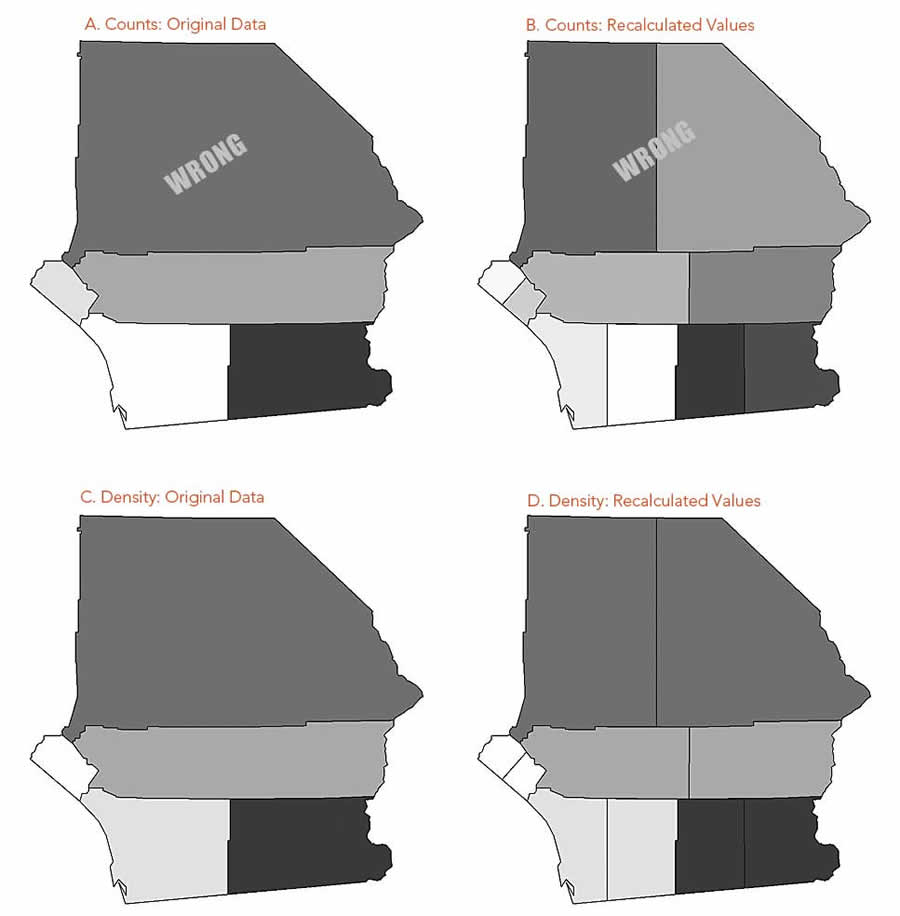 A. Counts: Original Data
B. Counts: Recalculated Values
WRONG
WRONG
C. Density: Original Data
D. Density: Recalculated Values